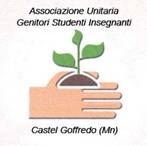 Associazione Unitaria
Genitori Studenti Insegnanti
Castel Goffredo (Mn)